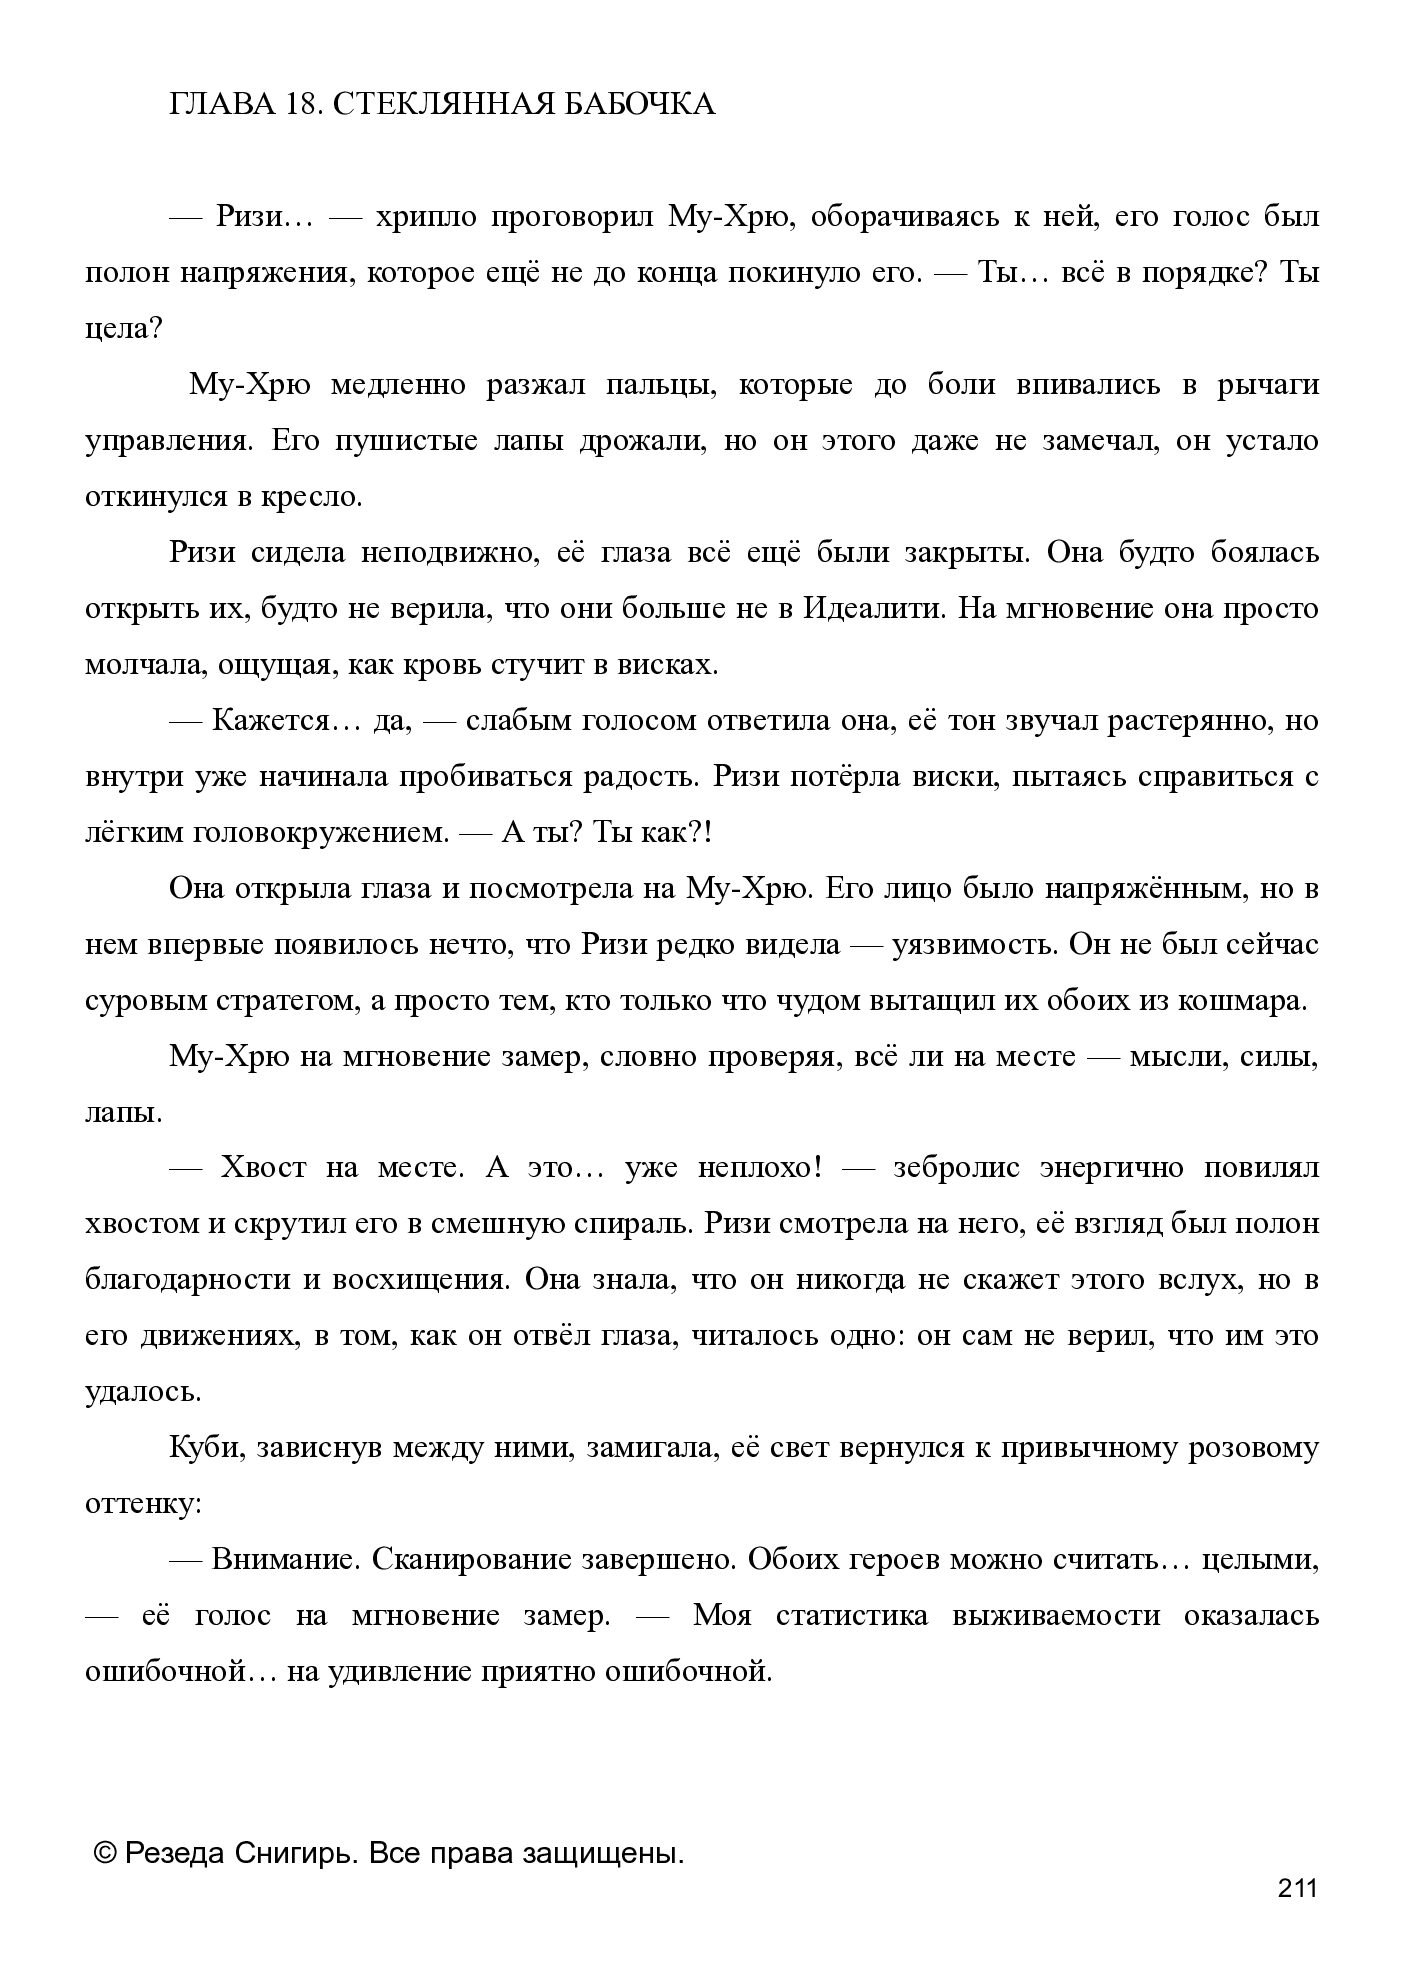 ГЛАВА 18. СТЕКЛЯННАЯ БАБОЧКА
— Ризи… — хрипло проговорил Му-Хрю, оборачиваясь к ней, его голос был
полон напряжения, которое ещё не до конца покинуло его. — Ты… всё в порядке? Ты
цела?
Му-Хрю медленно разжал пальцы, которые до боли впивались в рычаги
управления. Его пушистые лапы дрожали, но он этого даже не замечал, он устало
откинулся в кресло.
Ризи сидела неподвижно, её глаза всё ещё были закрыты. Она будто боялась
открыть их, будто не верила, что они больше не в Идеалити. На мгновение она просто
молчала, ощущая, как кровь стучит в висках.
— Кажется… да, — слабым голосом ответила она, её тон звучал растерянно, но
внутри уже начинала пробиваться радость. Ризи потёрла виски, пытаясь справиться с
лёгким головокружением. — А ты? Ты как?!
Она открыла глаза и посмотрела на Му-Хрю. Его лицо было напряжённым, но в
нем впервые появилось нечто, что Ризи редко видела — уязвимость. Он не был сейчас
суровым стратегом, а просто тем, кто только что чудом вытащил их обоих из кошмара.
Му-Хрю на мгновение замер, словно проверяя, всё ли на месте — мысли, силы,
лапы.
— Хвост на месте. А это… уже неплохо! — зебролис энергично повилял
хвостом и скрутил его в смешную спираль. Ризи смотрела на него, её взгляд был полон
благодарности и восхищения. Она знала, что он никогда не скажет этого вслух, но в
его движениях, в том, как он отвёл глаза, читалось одно: он сам не верил, что им это
удалось.
Куби, зависнув между ними, замигала, её свет вернулся к привычному розовому
оттенку:
— Внимание. Сканирование завершено. Обоих героев можно считать… целыми,
— её голос на мгновение замер. — Моя статистика выживаемости оказалась
ошибочной… на удивление приятно ошибочной.
© Резеда Снигирь. Все права защищены.
211